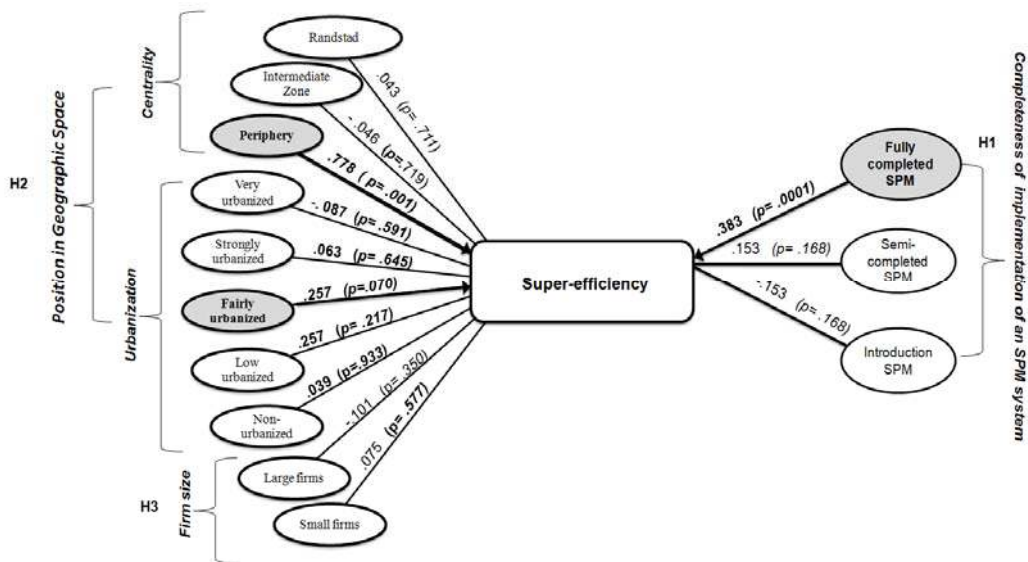 H2
Position in Geographic Space
Centrality
Randstad
Intermediate
Zone
Periphery
.043 (p= .711)
-.046 (p=.719)
.778 (p= .001)
Urbanization
Very
urbanized
Strongly
urbanized
Fairly
urbanized
Low
urbanized
Non-
urbanized
-.087 (p= .591)
.063 (p= .645)
.257 (p=.070)
.257 (p= .217)
.039 (p=.933)
-.101 (p= .350)
.075 (p= .577)
H3
Firm size
Large firms
Small firms
Super-efficiency
.383 (p= .0001)
.153 (p= .168)
-.153 (p= .168)
Fully
completed
SPM
Semi-
completed
SPM
Introduction
SPM
H1
Completeness of implementation of an SPM system